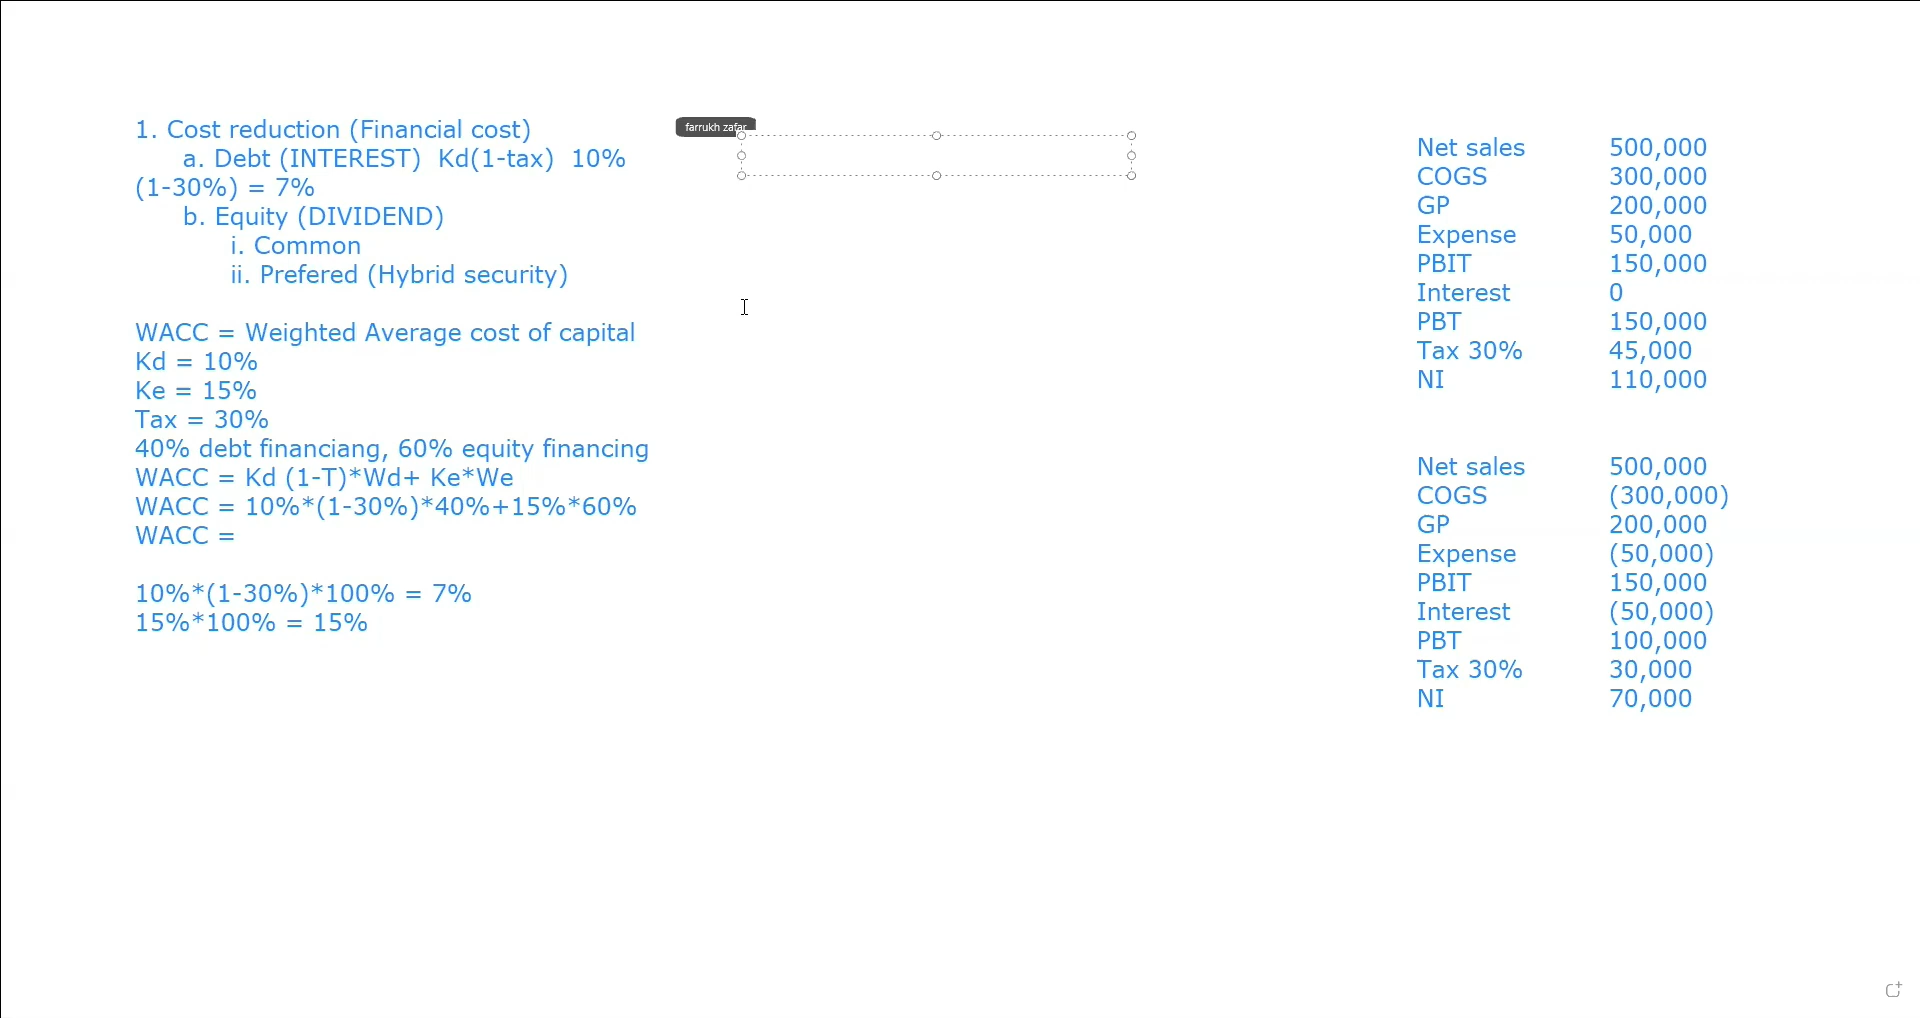 1. Cost reduction (Financial cost)
a. Debt (INTEREST)  Kd(1-tax)  10%
(1-30%) = 7%
b. Equity (DIVIDEND)
i. Common
ii. Prefered (Hybrid security)
WACC = Weighted Average cost of capital
Kd = 10%
Ke = 15%
Tax = 30%
40% debt financiang, 60% equity financing
WACC = Kd (1-T)*Wd+ Ke*We
WACC = 10%*(1-30%)*40%+15%*60%
WACC =
10%*(1-30%)*100% = 7%
15%*100% = 15%
farrukh zafar
Net sales 500,000
COGS 300,000
GP 200,000
Expense 50,000
PBIT 150,000
Interest 0
PBT 150,000
Tax 30% 45,000
NI 110,000
Net sales 500,000
COGS (300,000)
GP 200,000
Expense (50,000)
PBIT 150,000
Interest (50,000)
PBT 100,000
Tax 30% 30,000
NI 70,000